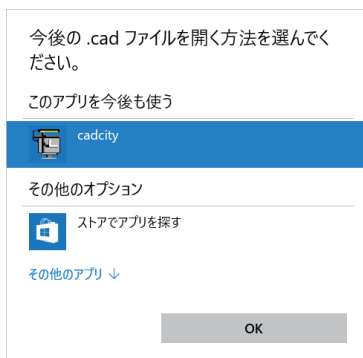 今後の .cad ファイルを開く方法を選んでく
ださい。
このアプリを今後も使う
cadcity
その他のオプション
ストアでアプリを探す
その他のアプリ ↓
OK